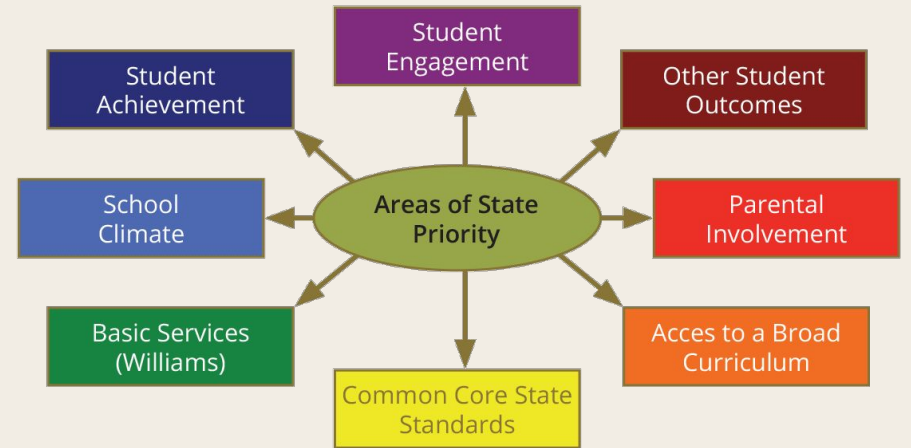 Student
Engagement
Student
Achievement
Other Student
Outcomes
School
Climate
Areas of State
Priority
Parental
Involvement
Basic Services
(Williams)
Acces to a Broad
Curriculum
Common Core State
Standards